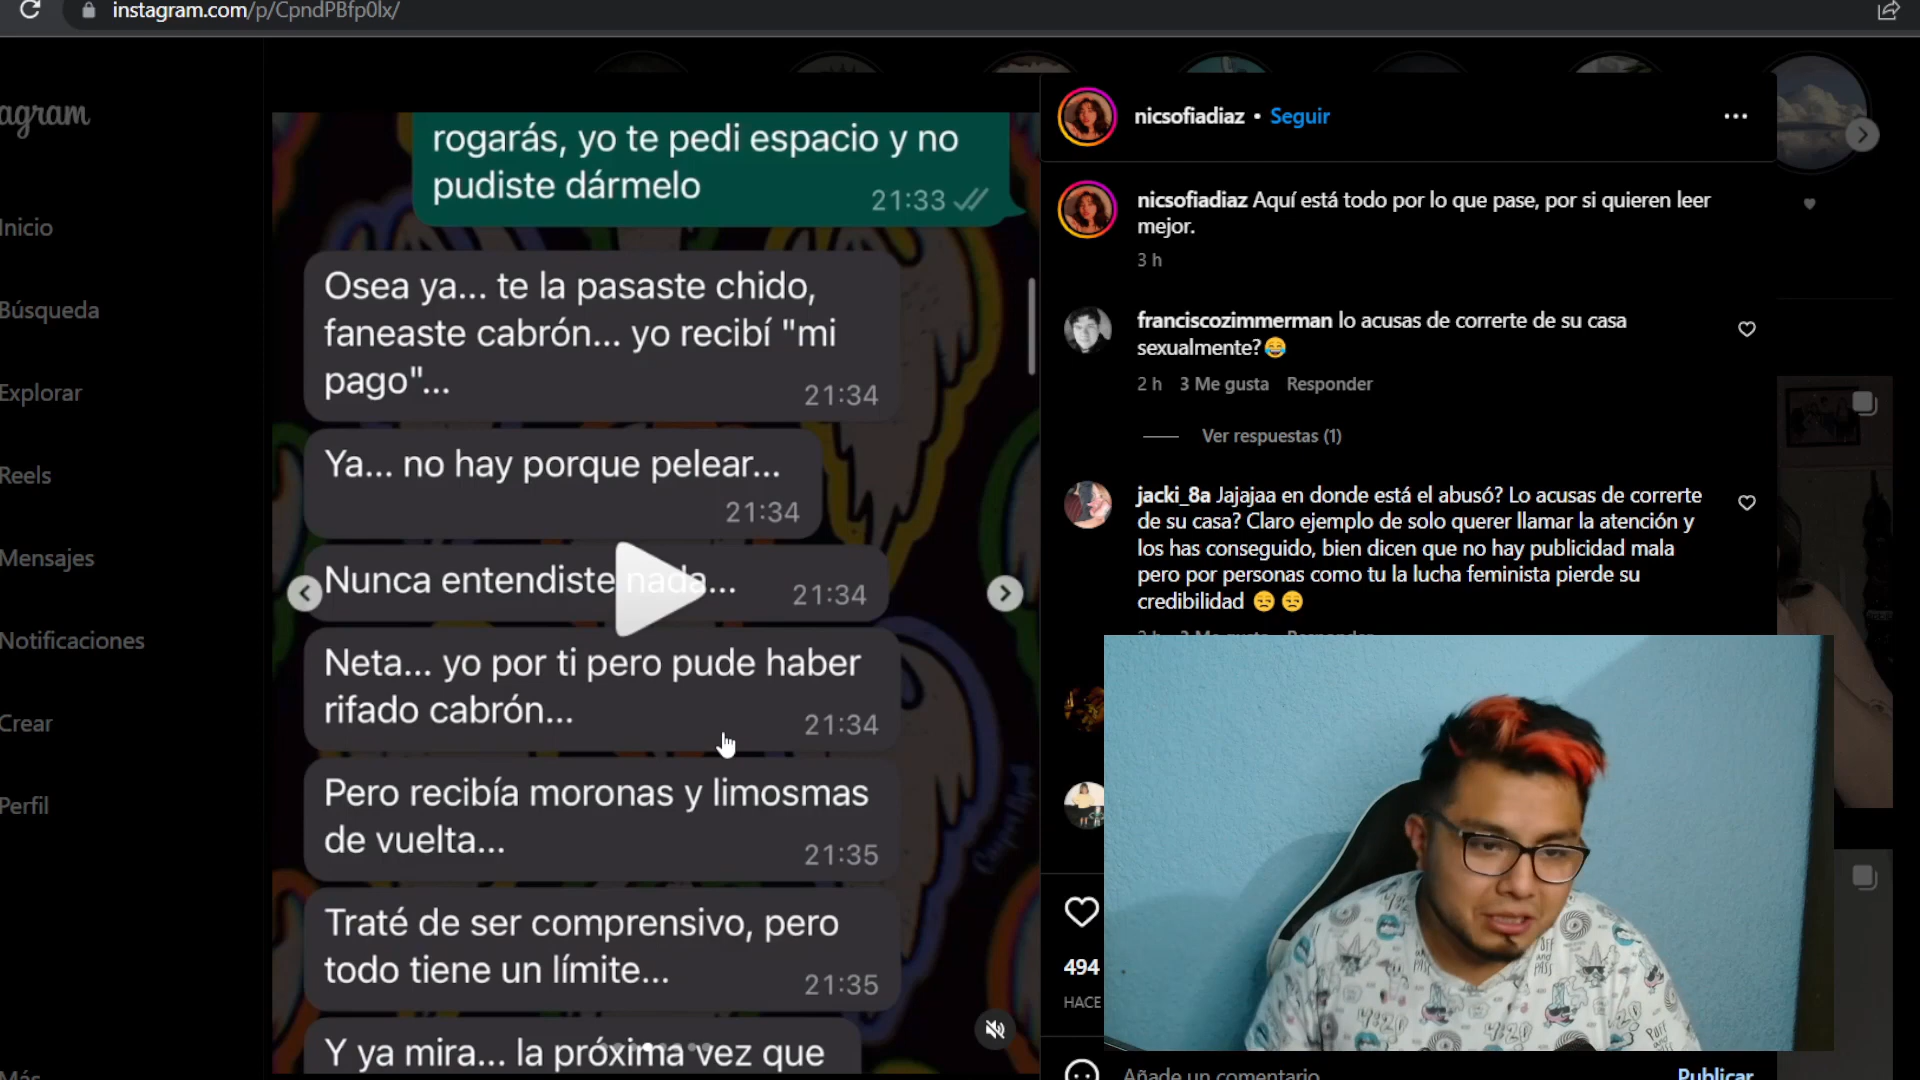 instagram.com/p/CpndPBfp0lx/
agram
Inicio
Búsqueda
Explorar
Reels
Mensajes
Notificaciones
Crear
Perfil
Más
rogarás, yo te pedi espacio y no
pudiste dármelo
21:33
Osea ya... te la pasaste chido,
faneaste cabrón... yo recibí "mi
pago"...
21:34
Ya... no hay porque pelear...
21:34
Nunca entendiste nada...
21:34
Neta... yo por ti pero pude haber
rifado cabrón...
21:34
Pero recibía moronas y limosmas
de vuelta...
21:35
Traté de ser comprensivo, pero
todo tiene un límite...
21:35
Y ya mira... la próxima vez que
nicsofiadiaz • Seguir
nicsofiadiaz Aquí está todo por lo que pase, por si quieren leer
mejor.
3 h
franciscozimmerman lo acusas de correrte de su casa
sexualmente?😂
2 h 3 Me gusta Responder
Ver respuestas (1)
jacki_8a Jajajaa en donde está el abusó? Lo acusas de correrte
de su casa? Claro ejemplo de solo querer llamar la atención y
los has conseguido, bien dicen que no hay publicidad mala
pero por personas como tu la lucha feminista pierde su
credibilidad 😒 😒
2 h 3 Me gusta Responder
494
HACE
Añade un comentario
Publicar